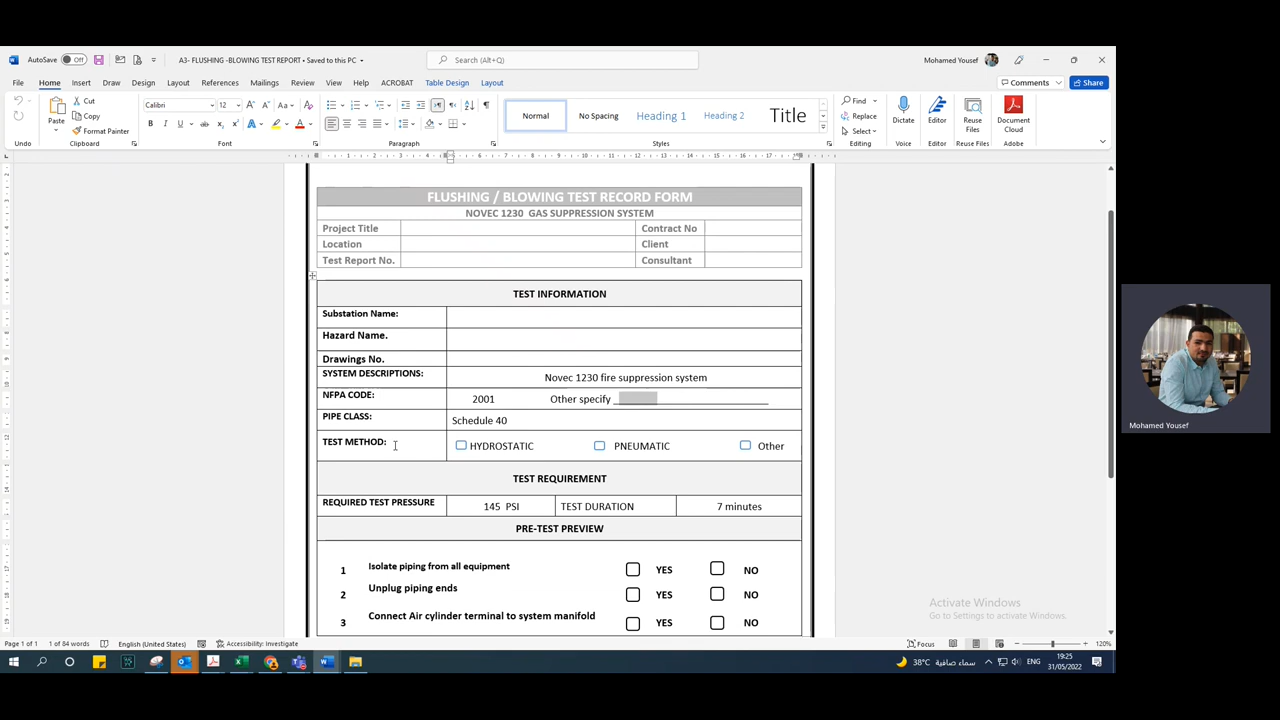 AutoSave Off A3- FLUSHING -BLOWING TEST REPORT • Saved to this PC Search (Alt+Q) Mohamed Yousef
File Home Insert Draw Design Layout References Mailings Review View Help ACROBAT Table Design Layout Comments Share
Paste Cut Copy Format Painter
Calibri 12
Normal No Spacing Heading 1 Heading 2 Title
Find Replace Select
Dictate Editor Reuse Files Document Cloud
Undo Clipboard Font Paragraph Styles Editing Voice Editor Reuse Files Adobe
FLUSHING / BLOWING TEST RECORD FORM
NOVEC 1230 GAS SUPPRESSION SYSTEM
Project Title Contract No
Location Client
Test Report No. Consultant
TEST INFORMATION
Substation Name:
Hazard Name.
Drawings No.
SYSTEM DESCRIPTIONS: Novec 1230 fire suppression system
NFPA CODE: 2001 Other specify
PIPE CLASS: Schedule 40
TEST METHOD: HYDROSTATIC PNEUMATIC Other
TEST REQUIREMENT
REQUIRED TEST PRESSURE 145 PSI TEST DURATION 7 minutes
PRE-TEST PREVIEW
1 Isolate piping from all equipment YES NO
2 Unplug piping ends YES NO
3 Connect Air cylinder terminal to system manifold YES NO
Activate Windows
Go to Settings to activate Windows.
Page 1 of 1 1 of 84 words English (United States) Accessibility: Investigate Focus 120%
38°C سماء صافية ENG 19:25
31/05/2022
Mohamed Yousef